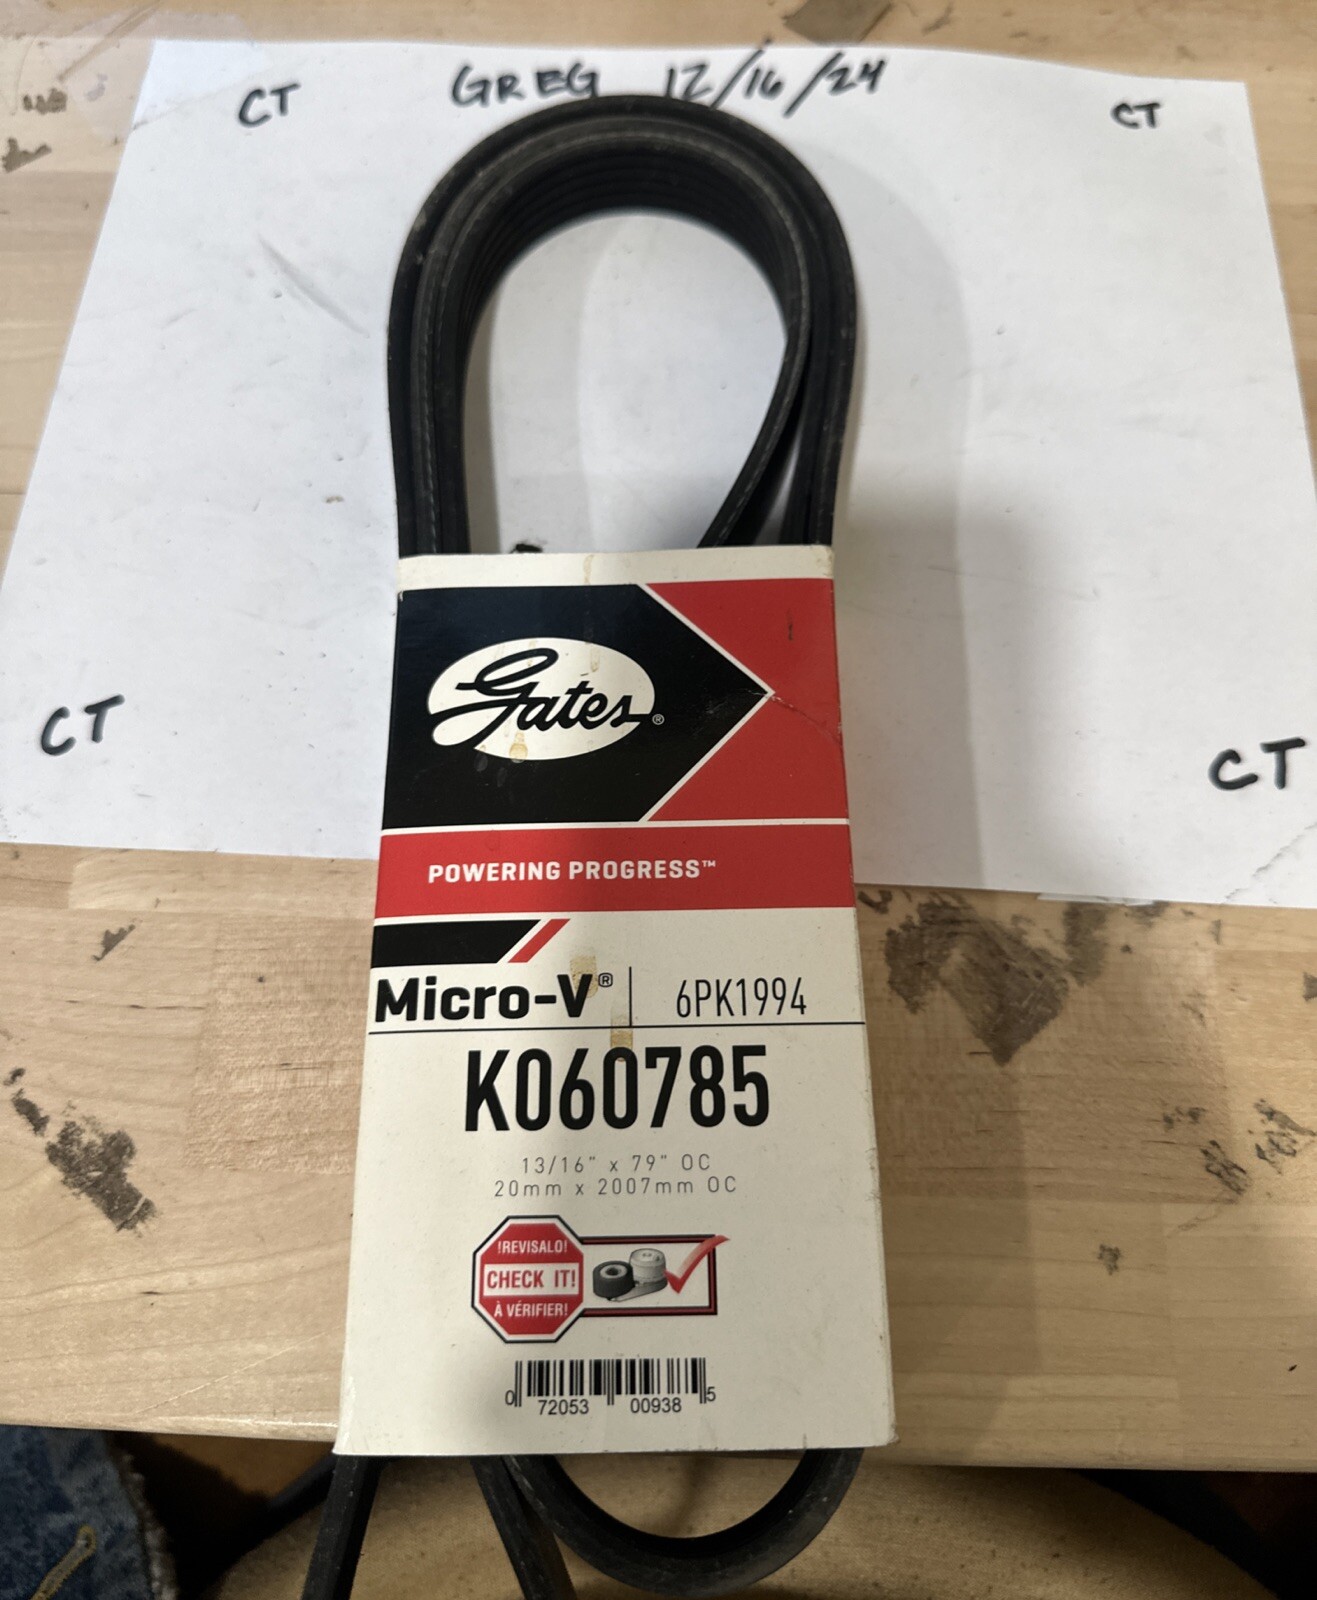 CT GREG 12/16/24 CT
CT
CT
Gates®
POWERING PROGRESS™
Micro-V® | 6PK1994
K060785
13/16" x 79" OC
20mm x 2007mm OC
!REVISALO!
CHECK IT!
À VÉRIFIER!
0 72053 00938 5